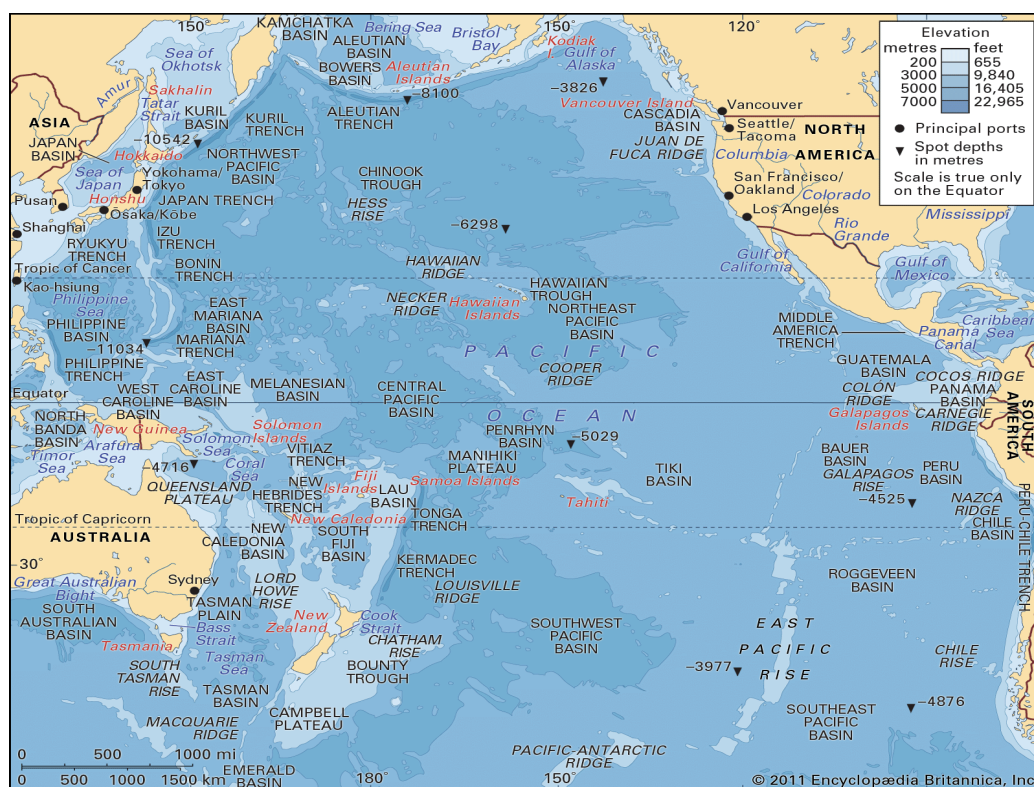 150°
KAMCHATKA
BASIN
Bering Sea
ALEUTIAN
BASIN
BOWERS
BASIN
Bristol
Bay
Kodiak
I.
150°
Gulf of
Alaska
120°
Elevation
metres feet
200 655
3000 9,840
5000 16,405
7000 22,965
Principal ports
Spot depths
in metres
Scale is true only
on the Equator
Sea of
Okhotsk
Aleutian
Islands
−8100
−3826
Amur
Sakhalin
Tatar
Strait
KURIL
BASIN
KURIL
TRENCH
ALEUTIAN
TRENCH
Vancouver Island
CASCADIA
BASIN
Vancouver
Seattle/
Tacoma
NORTH
AMERICA
ASIA
JAPAN
BASIN
−10542
Hokkaido
NORTHWEST
PACIFIC
BASIN
JUAN DE
FUCA RIDGE
Columbia
Sea of
Japan
Yokohama/
Tokyo
JAPAN TRENCH
CHINOOK
TROUGH
San Francisco/
Oakland
Colorado
Pusan
Honshu
Ōsaka/Kōbe
HESS
RISE
Los Angeles
Rio
Grande
Mississippi
Shanghai
RYUKYU
TRENCH
IZU
TRENCH
−6298
Tropic of Cancer
BONIN
TRENCH
HAWAIIAN
RIDGE
Gulf of
California
Gulf of
Mexico
Kao-hsiung
Philippine
Sea
EAST
MARIANA
BASIN
NECKER
RIDGE
Hawaiian
Islands
HAWAIIAN
TROUGH
NORTHEAST
PACIFIC
BASIN
PHILIPPINE
BASIN
−11034
MARIANA
TRENCH
MIDDLE
AMERICA
TRENCH
Caribbean
Sea
Panama
Canal
PHILIPPINE
TRENCH
PACIFIC
COOPER
RIDGE
GUATEMALA
BASIN
Equator
WEST
CAROLINE
BASIN
EAST
CAROLINE
BASIN
MELANESIAN
BASIN
CENTRAL
PACIFIC
BASIN
COCOS RIDGE
COLÓN
RIDGE
PANAMA
BASIN
OCEAN
Galapagos
Islands
CARNEGIE
RIDGE
SOUTH
AMERICA
NORTH
BANDA
BASIN
New Guinea
Solomon
Islands
PENRHYN
BASIN
−5029
Timor
Sea
Arafura
Sea
Solomon
Sea
VITIAZ
TRENCH
MANIHIKI
PLATEAU
BAUER
BASIN
−4716
Coral
Sea
Fiji
Islands
Samoa Islands
TIKI
BASIN
GALAPAGOS
RISE
PERU
BASIN
QUEENSLAND
PLATEAU
NEW
HEBRIDES
TRENCH
LAU
BASIN
Tahiti
−4525
NAZCA
RIDGE
Tropic of Capricorn
New Caledonia
TONGA
TRENCH
CHILE
BASIN
AUSTRALIA
NEW
CALEDONIA
BASIN
SOUTH
FIJI
BASIN
PERU-CHILE TRENCH
30°
KERMADEC
TRENCH
Great Australian
Bight
Sydney
LORD
HOWE
RISE
LOUISVILLE
RIDGE
ROGGEVEEN
BASIN
SOUTH
AUSTRALIAN
BASIN
TASMAN
PLAIN
New
Zealand
Cook
Strait
SOUTHWEST
PACIFIC
BASIN
EAST
PACIFIC
RISE
Bass
Strait
Tasmania
CHATHAM
RISE
CHILE
RISE
SOUTH
TASMAN
RISE
Tasman
Sea
BOUNTY
TROUGH
−3977
TASMAN
BASIN
−4876
MACQUARIE
RIDGE
CAMPBELL
PLATEAU
SOUTHEAST
PACIFIC
BASIN
0 500 1000 mi
0 500 1000 1500 km
EMERALD
BASIN
180°
PACIFIC-ANTARCTIC
RIDGE
150°
© 2011 Encyclopædia Britannica, Inc.